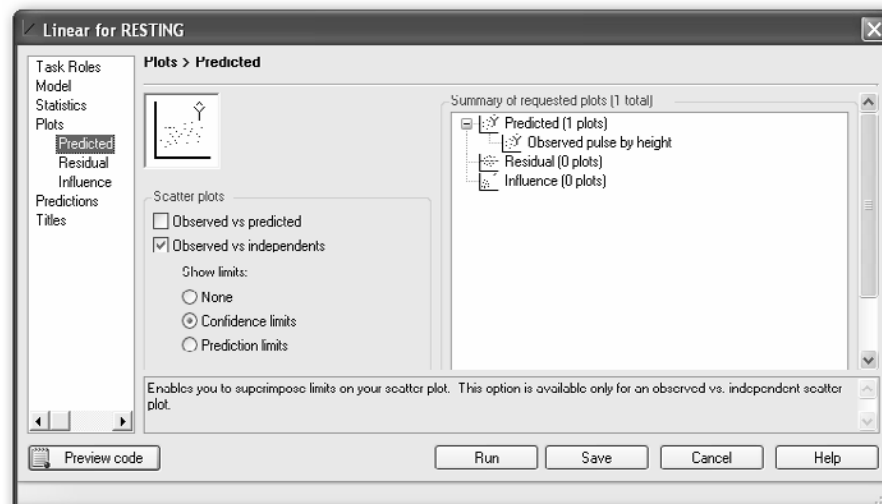 Linear for RESTING
Task Roles
Model
Statistics
Plots
Predicted
Residual
Influence
Predictions
Titles
Plots > Predicted
Scatter plots
Observed vs predicted
Observed vs independents
Show limits:
None
Confidence limits
Prediction limits
Summary of requested plots (1 total)
Predicted (1 plots)
Observed pulse by height
Residual (0 plots)
Influence (0 plots)
Enables you to superimpose limits on your scatter plot. This option is available only for an observed vs. independent scatter
plot.
Preview code
Run
Save
Cancel
Help